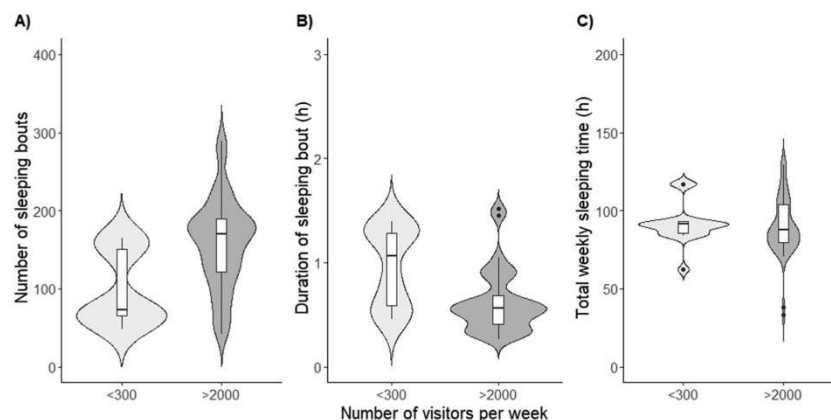 A)
Number of sleeping bouts
400
300
200
100
0
<300
>2000
B)
Duration of sleeping bout (h)
3
2
1
0
<300
>2000
C)
Total weekly sleeping time (h)
200
150
100
50
0
<300
>2000
Number of visitors per week